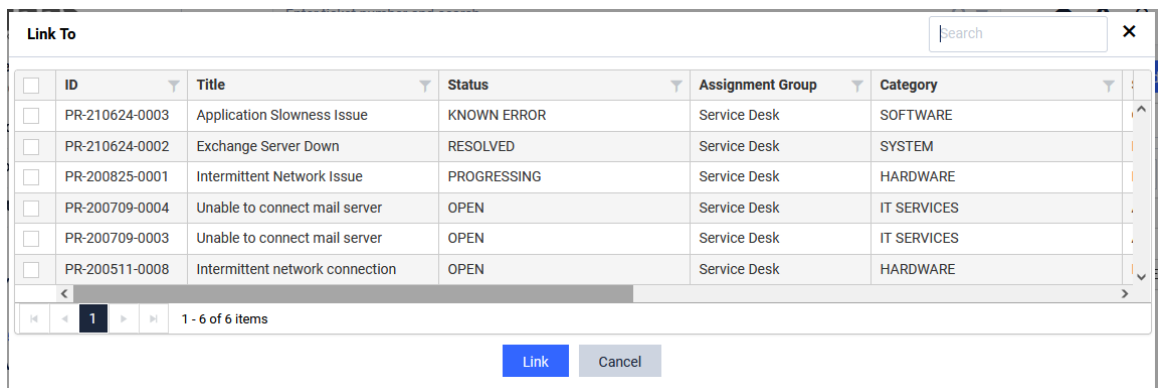 Link To
Search
ID Title Status Assignment Group Category
PR-210624-0003 Application Slowness Issue KNOWN ERROR Service Desk SOFTWARE
PR-210624-0002 Exchange Server Down RESOLVED Service Desk SYSTEM
PR-200825-0001 Intermittent Network Issue PROGRESSING Service Desk HARDWARE
PR-200709-0004 Unable to connect mail server OPEN Service Desk IT SERVICES
PR-200709-0003 Unable to connect mail server OPEN Service Desk IT SERVICES
PR-200511-0008 Intermittent network connection OPEN Service Desk HARDWARE
1
1 - 6 of 6 items
Link Cancel